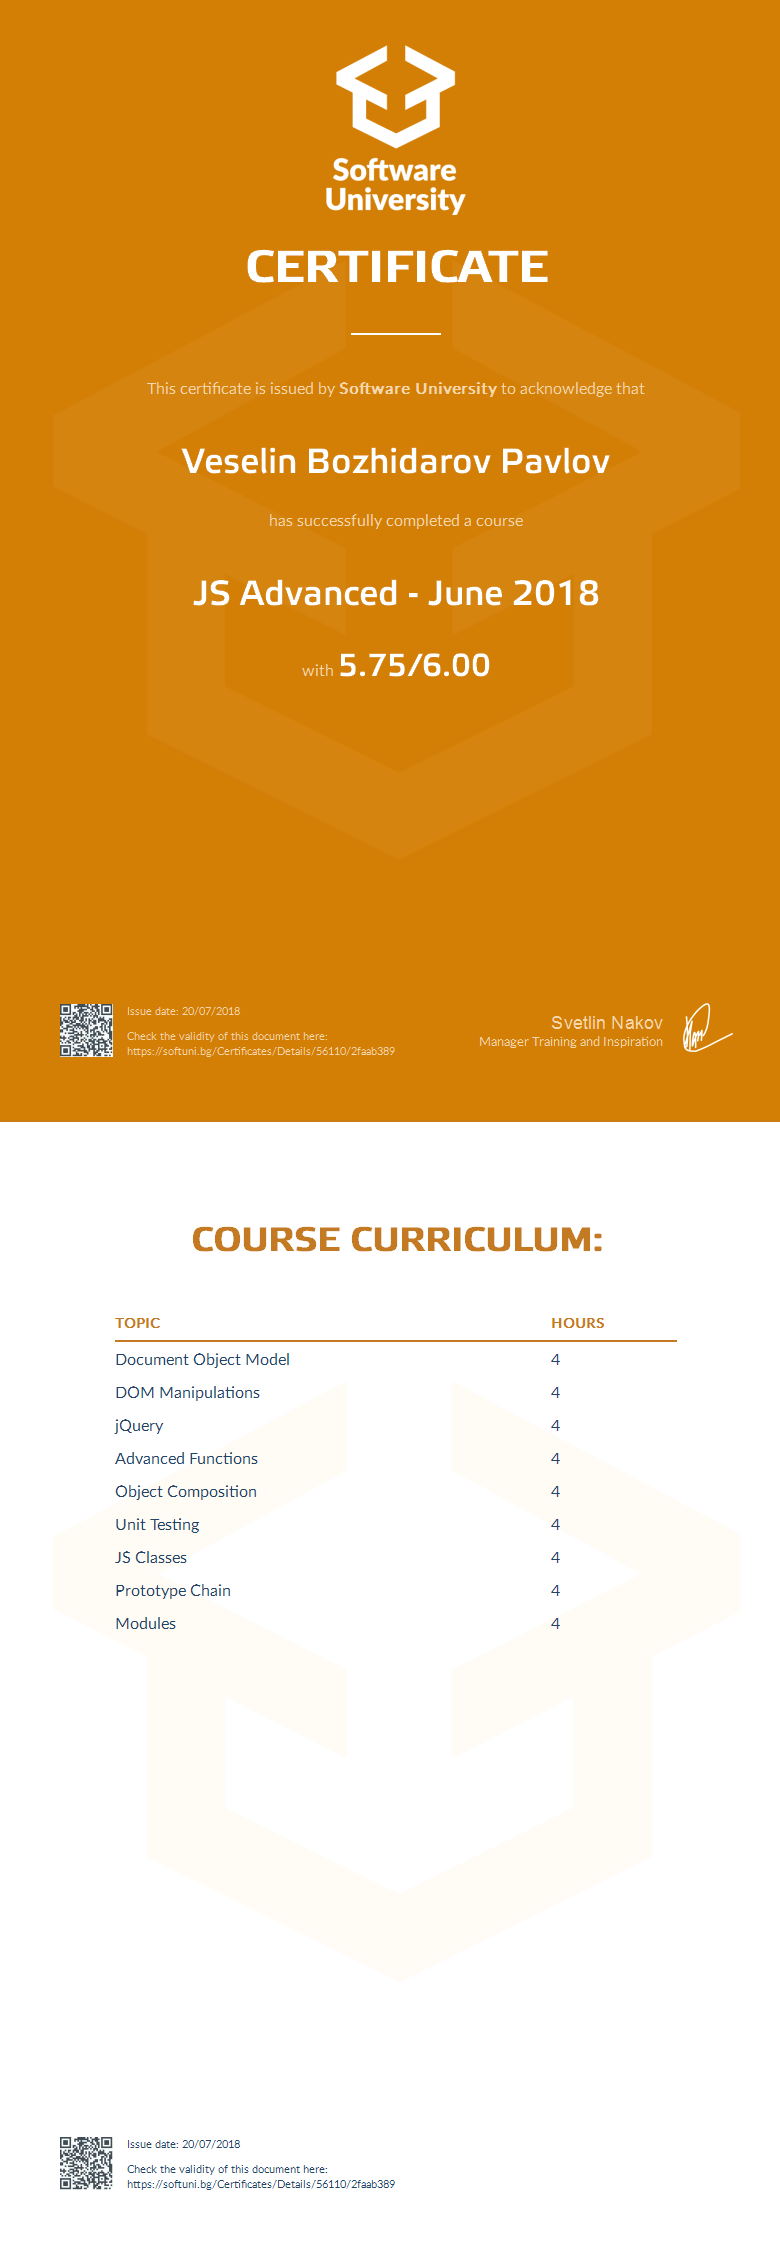 Software
University
CERTIFICATE
This certificate is issued by Software University to acknowledge that
Veselin Bozhidarov Pavlov
has successfully completed a course
JS Advanced - June 2018
with 5.75/6.00
Issue date: 20/07/2018
Check the validity of this document here:
https://softuni.bg/Certificates/Details/56110/2faab389
Svetlin Nakov
Manager Training and Inspiration
COURSE CURRICULUM:
TOPIC HOURS
Document Object Model 4
DOM Manipulations 4
jQuery 4
Advanced Functions 4
Object Composition 4
Unit Testing 4
JS Classes 4
Prototype Chain 4
Modules 4
Issue date: 20/07/2018
Check the validity of this document here:
https://softuni.bg/Certificates/Details/56110/2faab389